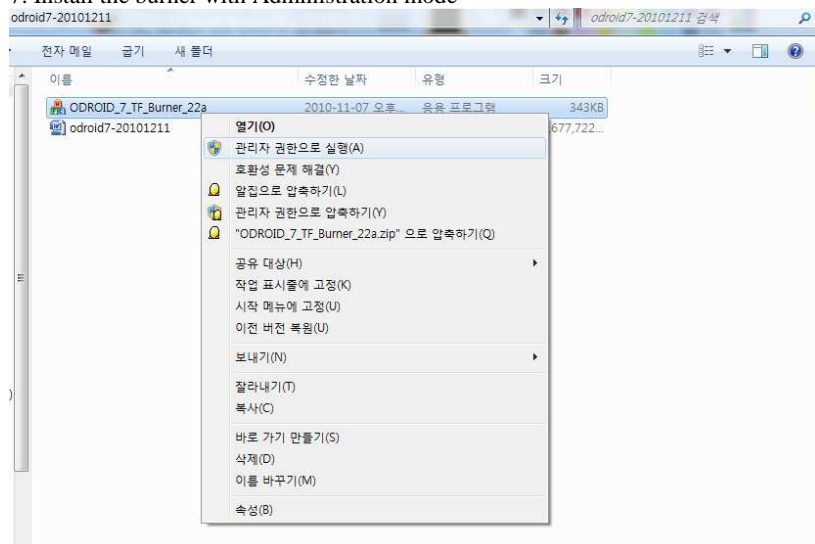 7. Install the burner with Administration mode
odroid7-20101211
odroid7-20101211 검색
전자 메일 굽기 새 폴더
이름 수정한 날짜 유형 크기
ODROID_7_TF_Burner_22a 2010-11-07 오후... 응용 프로그램 343KB
odroid7-20101211 ,677,722...
열기(O)
관리자 권한으로 실행(A)
호환성 문제 해결(Y)
알집으로 압축하기(L)
관리자 권한으로 압축하기(Y)
"ODROID_7_TF_Burner_22a.zip" 으로 압축하기(Q)
공유 대상(H)
작업 표시줄에 고정(K)
시작 메뉴에 고정(U)
이전 버전 복원(U)
보내기(N)
잘라내기(T)
복사(C)
바로 가기 만들기(S)
삭제(D)
이름 바꾸기(M)
속성(B)